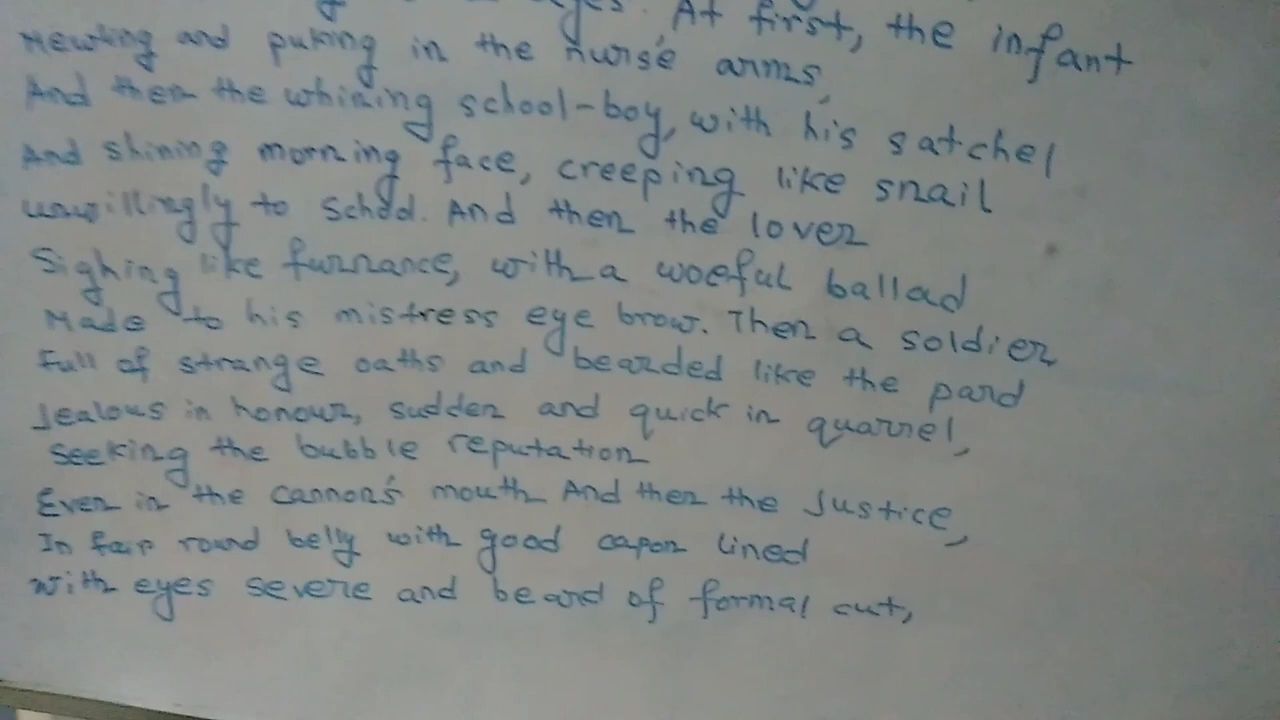 At first, the infant
Mewling and puking in the nurse' arms,
And then the whining school-boy, with his satchel
And shining morning face, creeping like snail
unwillingly to school. And then the lover
Sighing like furnance, with a woeful ballad
Made to his mistress eye brow. Then a soldier
Full of strange oaths and bearded like the pard
Jealous in honour, sudden and quick in quarrel,
Seeking the bubble reputation
Even in the cannon's mouth And then the Justice,
In fair round belly with good capon lined
With eyes severe and beard of formal cut,